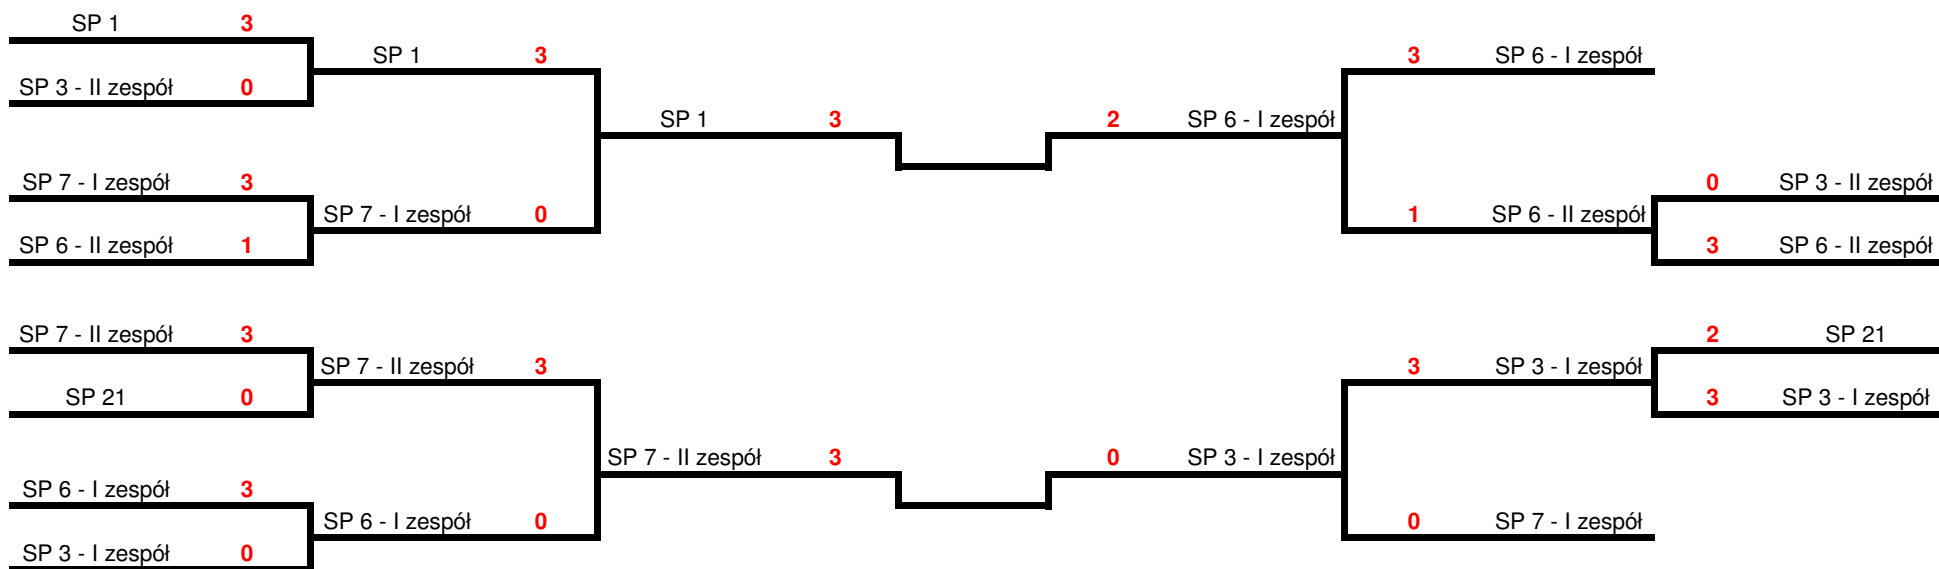 SP 1 3
SP 1 3 3 SP 6 - I zespół
SP 3 - II zespół 0
SP 1 3 2 SP 6 - I zespół
SP 7 - I zespół 3 0 SP 3 - II zespół
SP 7 - I zespół 0 1 SP 6 - II zespół
SP 6 - II zespół 1 3 SP 6 - II zespół
SP 7 - II zespół 3 2 SP 21
SP 7 - II zespół 3 3 SP 3 - I zespół
SP 21 0 3 SP 3 - I zespół
SP 7 - II zespół 3 0 SP 3 - I zespół
SP 6 - I zespół 3
SP 6 - I zespół 0 0 SP 7 - I zespół
SP 3 - I zespół 0